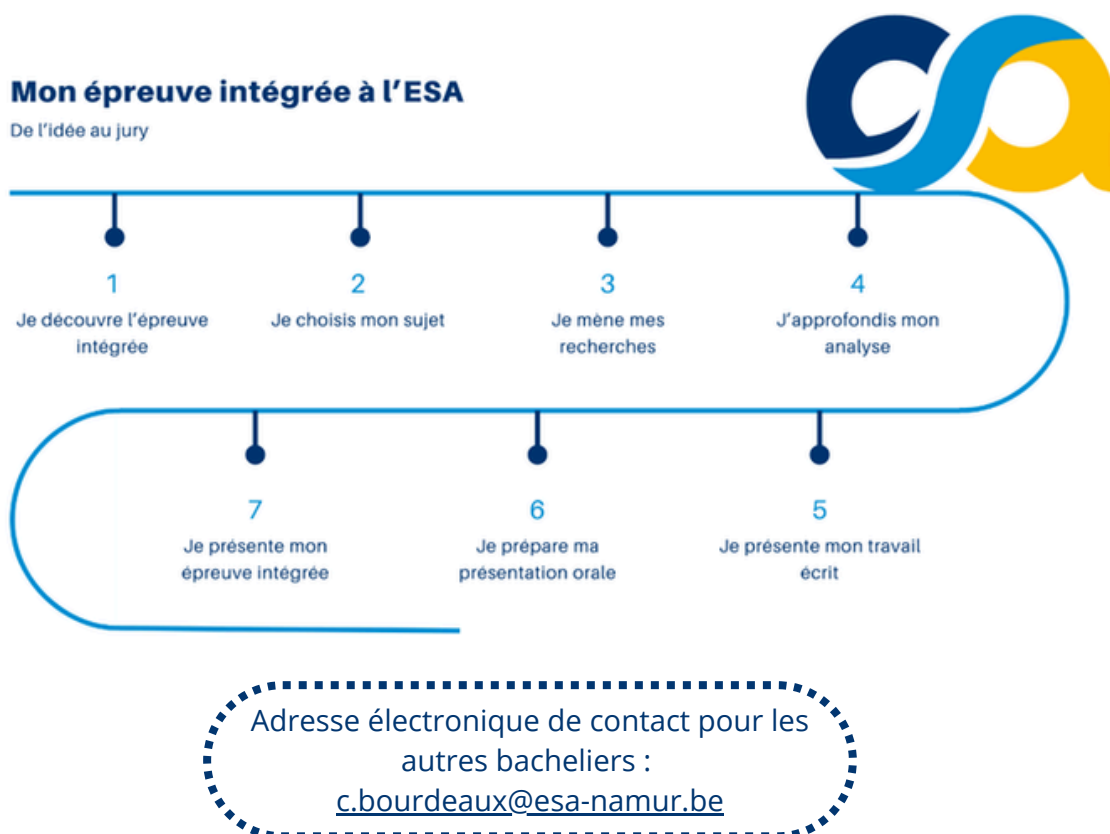 Mon épreuve intégrée à l'ESA
De l'idée au jury
1
Je découvre l'épreuve
intégrée
2
Je choisis mon sujet
3
Je mène mes
recherches
4
J'approfondis mon
analyse
5
Je présente mon travail
écrit
6
Je prépare ma
présentation orale
7
Je présente mon
épreuve intégrée
Adresse électronique de contact pour les
autres bacheliers :
c.bourdeaux@esa-namur.be